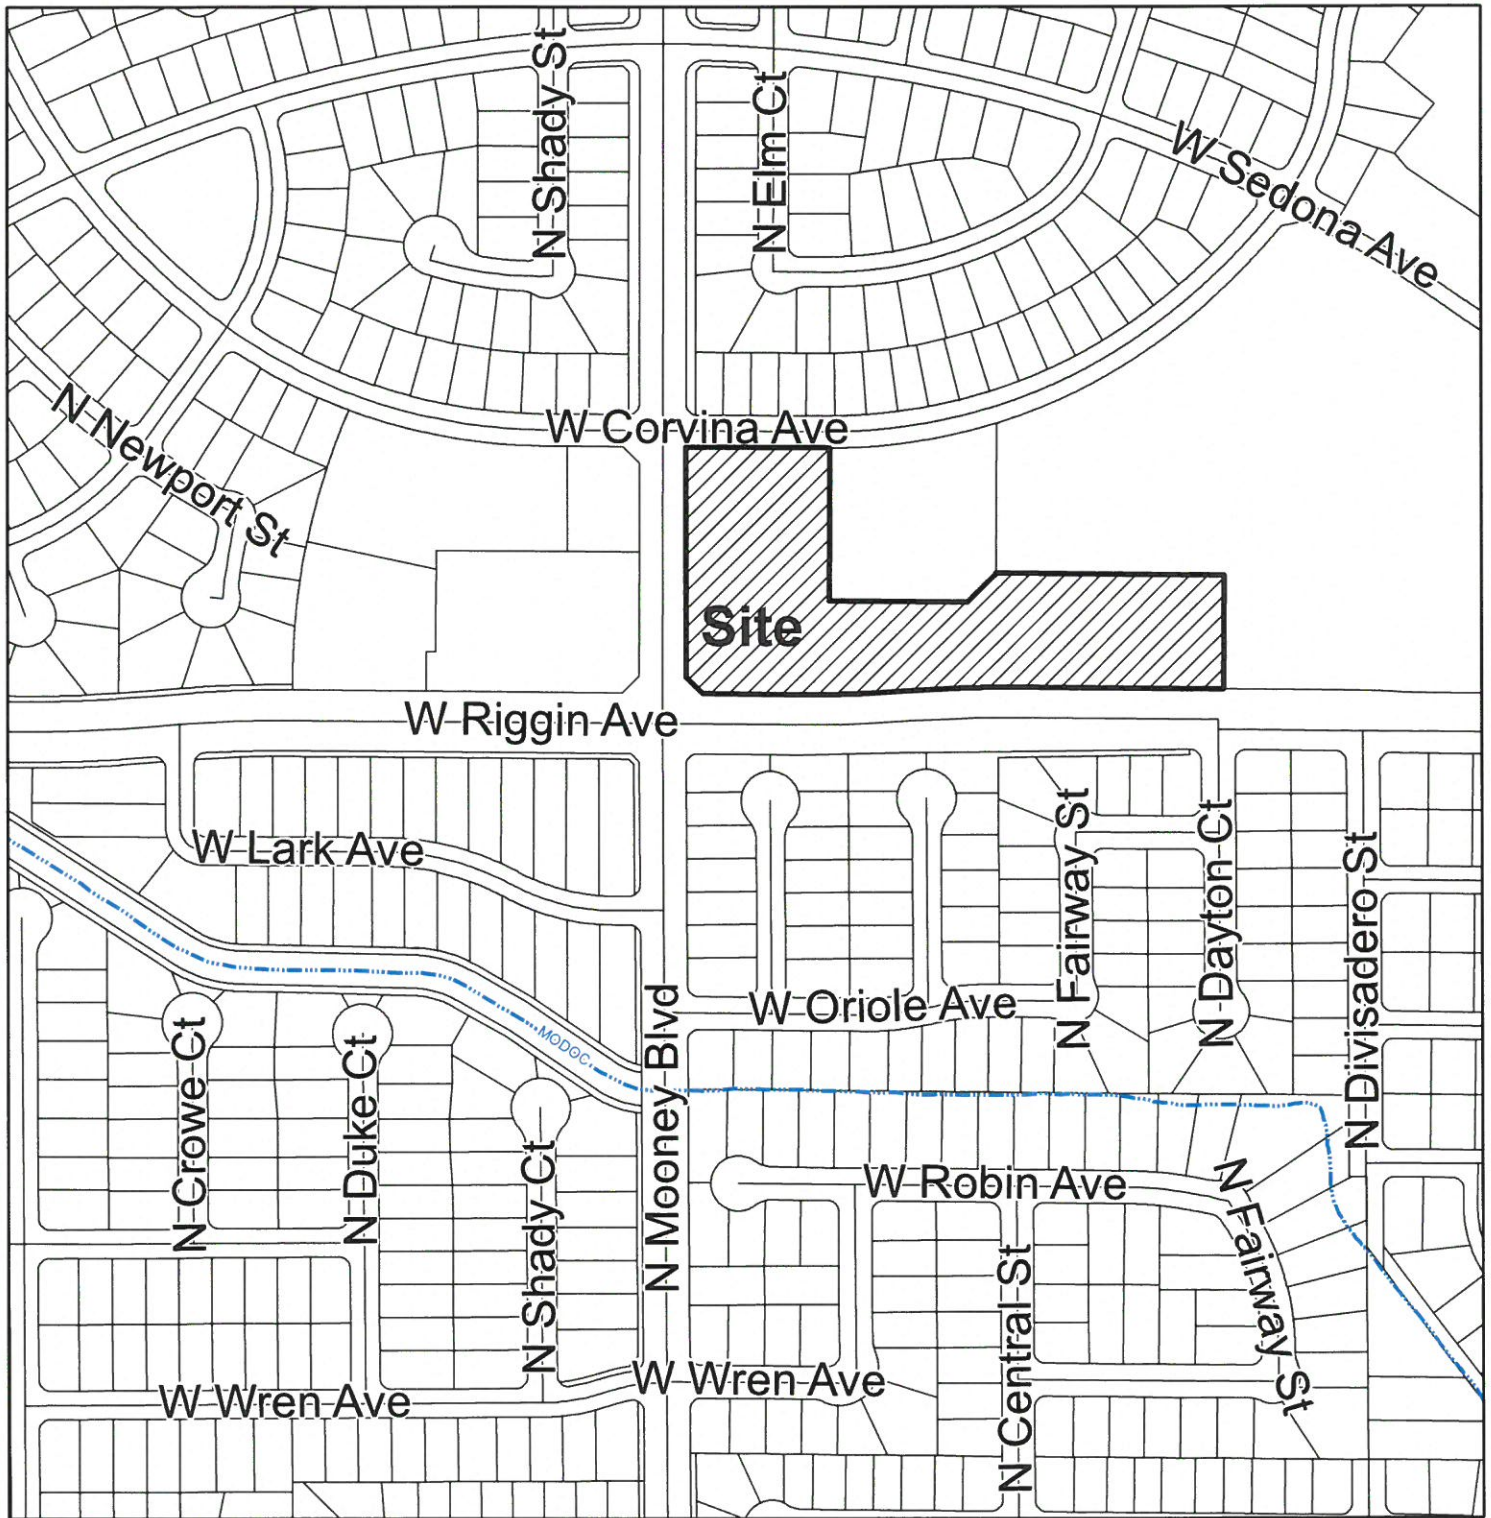 N Shady St
N Elm Ct
W Sedona Ave
N Newport St
W Corvina Ave
Site
W Riggin Ave
W Lark Ave
N Fairway St
N Dayton Ct
N Divisadero St
W Oriole Ave
MODOC
N Mooney Blvd
N Crowe Ct
N Duke Ct
N Shady Ct
W Robin Ave
N Fairway St
N Central St
W Wren Ave
W Wren Ave